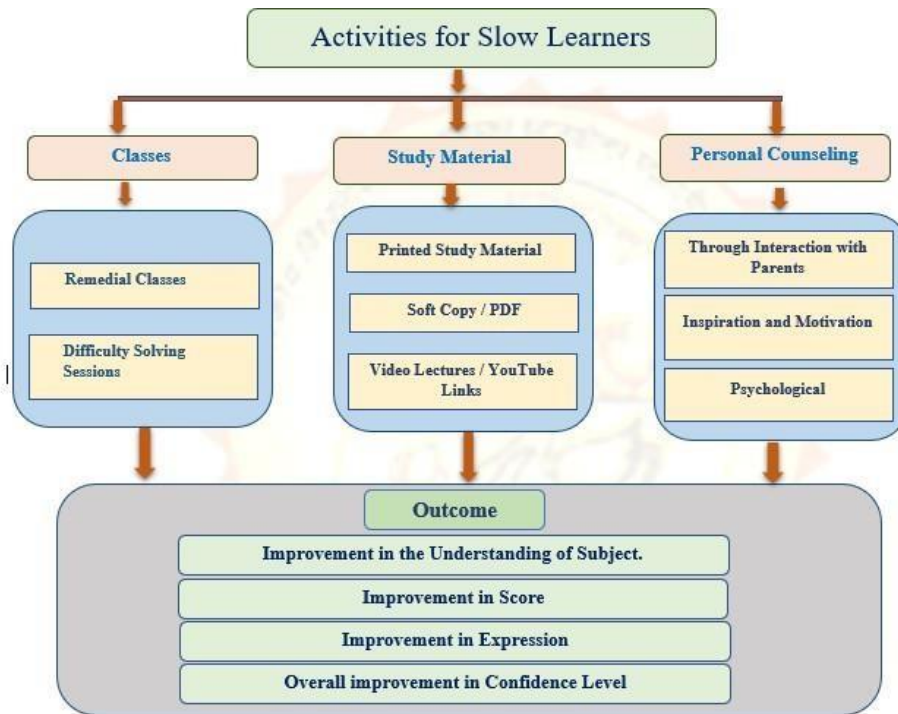 Activities for Slow Learners
Classes
Study Material
Personal Counseling
Remedial Classes
Difficulty Solving
Sessions
Printed Study Material
Soft Copy / PDF
Video Lectures / YouTube
Links
Through Interaction with
Parents
Inspiration and Motivation
Psychological
Outcome
Improvement in the Understanding of Subject.
Improvement in Score
Improvement in Expression
Overall improvement in Confidence Level